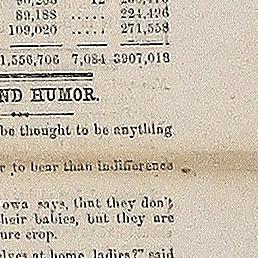 89,188 ..... 224,426
109,020 ..... 271,558
1,556,706 7,084 3907,018
ND HUMOR.
be thought to be anything
r to bear than indifference
owa says, that they don't
heir babies, but they are
ure crop.
elves at home, ladies?" said